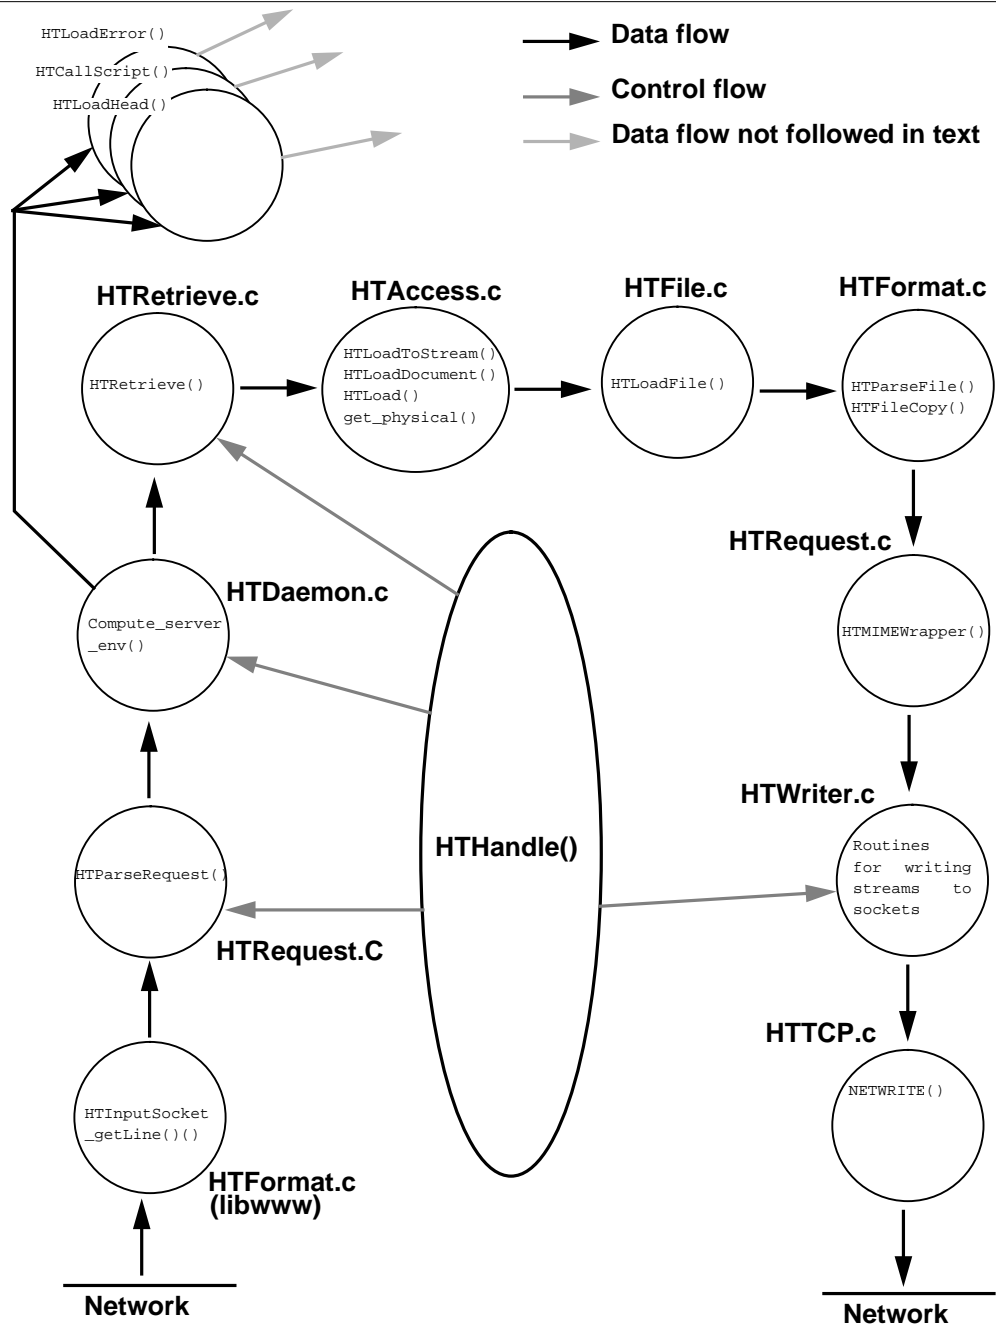 HTLoadError()
HTCallScript()
HTLoadHead()
Data flow
Control flow
Data flow not followed in text
HTRetrieve.c
HTAccess.c
HTFile.c
HTFormat.c
HTRetrieve()
HTLoadToStream()
HTLoadDocument()
HTLoad()
get_physical()
HTLoadFile()
HTParseFile()
HTFileCopy()
HTRequest.c
HTDaemon.c
Compute_server
_env()
HTMIMEWrapper()
HTWriter.c
HTHandle()
Routines
for writing
streams to
sockets
HTParseRequest()
HTRequest.C
HTTCP.c
NETWRITE()
HTInputSocket
_getLine()()
HTFormat.c
(libwww)
Network
Network